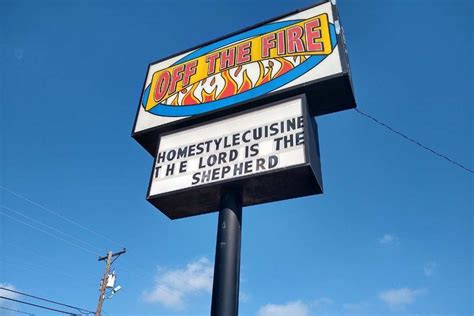 OFF THE FIRE
HOMESTYLECUISINE
THE LORD IS THE
SHEPHERD